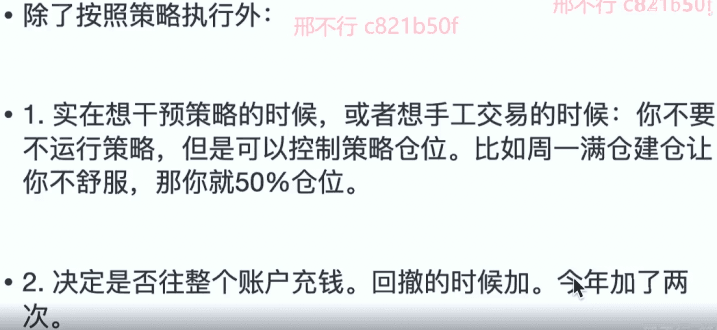 • 除了按照策略执行外：
邢不行 c821b50f
邢不行 c821b50f
• 1. 实在想干预策略的时候，或者想手工交易的时候：你不要
不运行策略，但是可以控制策略仓位。比如周一满仓建仓让
你不舒服，那你就50%仓位。
• 2. 决定是否往整个账户充钱。回撤的时候加。今年加了两
次。